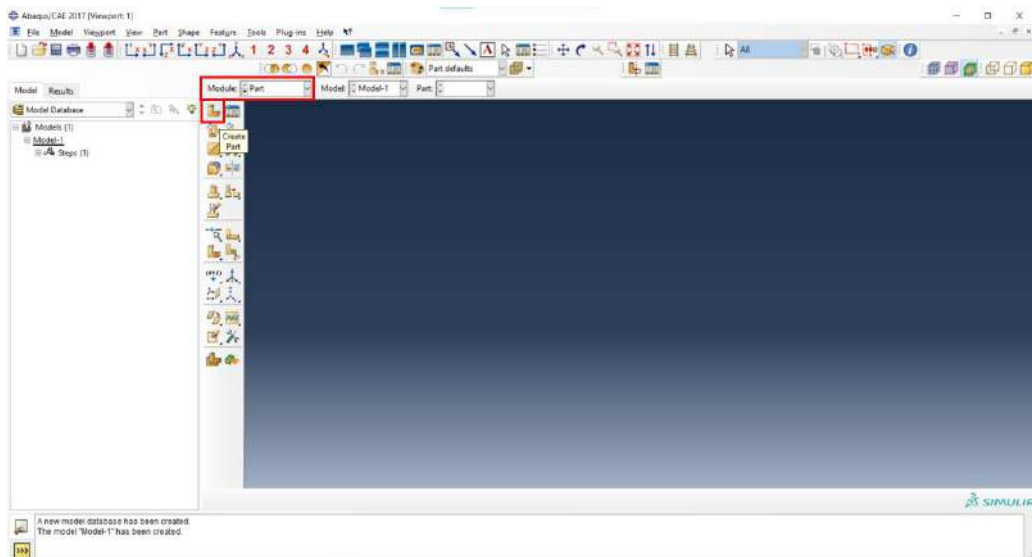 Abaqus/CAE 2017 [Viewport: 1]
File Model Viewport View Part Shape Feature Tools Plug-ins Help
1 2 3 4 A All
Part defaults
Model Results Module: Part Model: Model-1 Part:
Model Database
Models (1)
Model-1
Steps (1)
Create
Part
SIMULIA
A new model database has been created.
The model "Model-1" has been created.
>>>